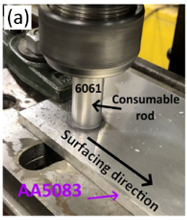 (a)
6061
Consumable
rod
Surfacing direction
AA5083